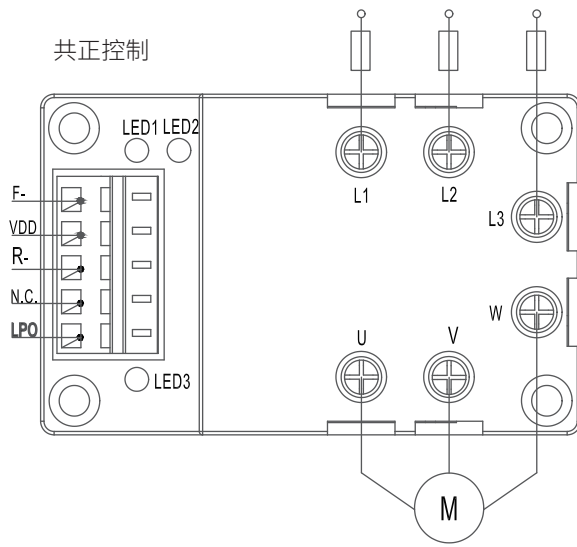 共正控制
LED1 LED2
L1
L2
F-
VDD
L3
R-
N.C.
W
LPO
U
V
LED3
M